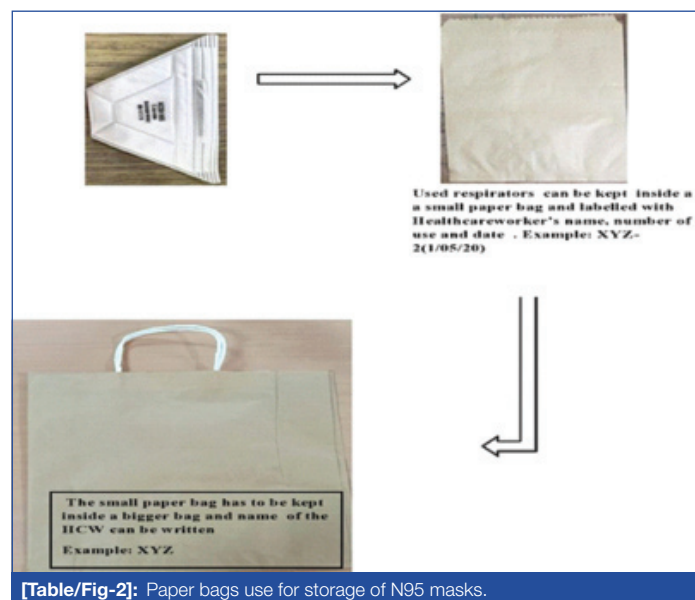 Used respirators can be kept inside a
a small paper bag and labelled with
Healthcareworker's name, number of
use and date . Example: XYZ-
2(1/05/20)
The small paper bag has to be kept
inside a bigger bag and name of the
HCW can be written
Example: XYZ
[Table/Fig-2]: Paper bags use for storage of N95 masks.